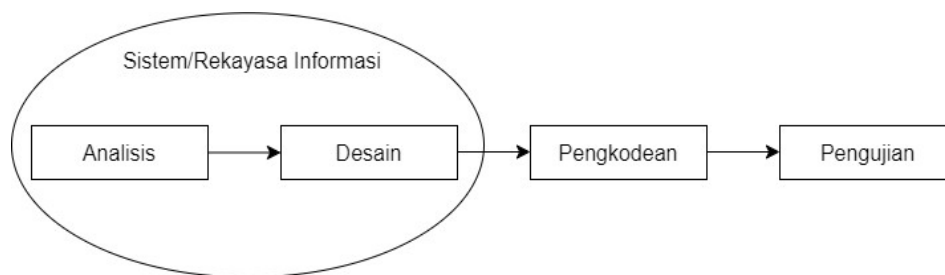 Sistem/Rekayasa Informasi
Analisis
Desain
Pengkodean
Pengujian